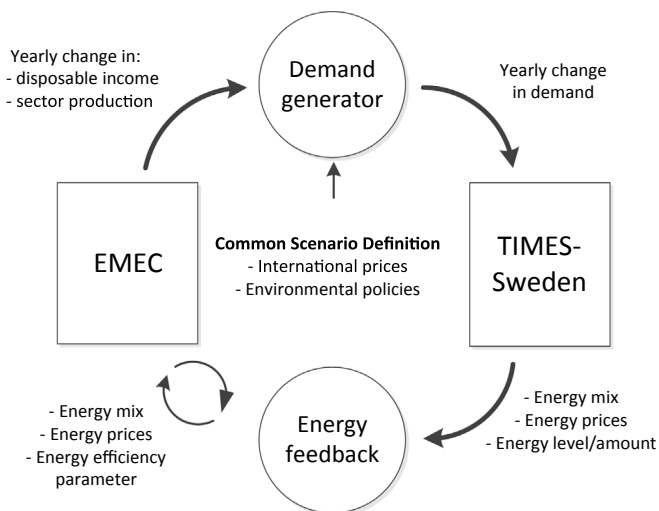 Yearly change in:
- disposable income
- sector production
Demand
generator
Yearly change
in demand
EMEC
Common Scenario Definition
- International prices
- Environmental policies
TIMES-
Sweden
- Energy mix
- Energy prices
- Energy efficiency
parameter
Energy
feedback
- Energy mix
- Energy prices
- Energy level/amount